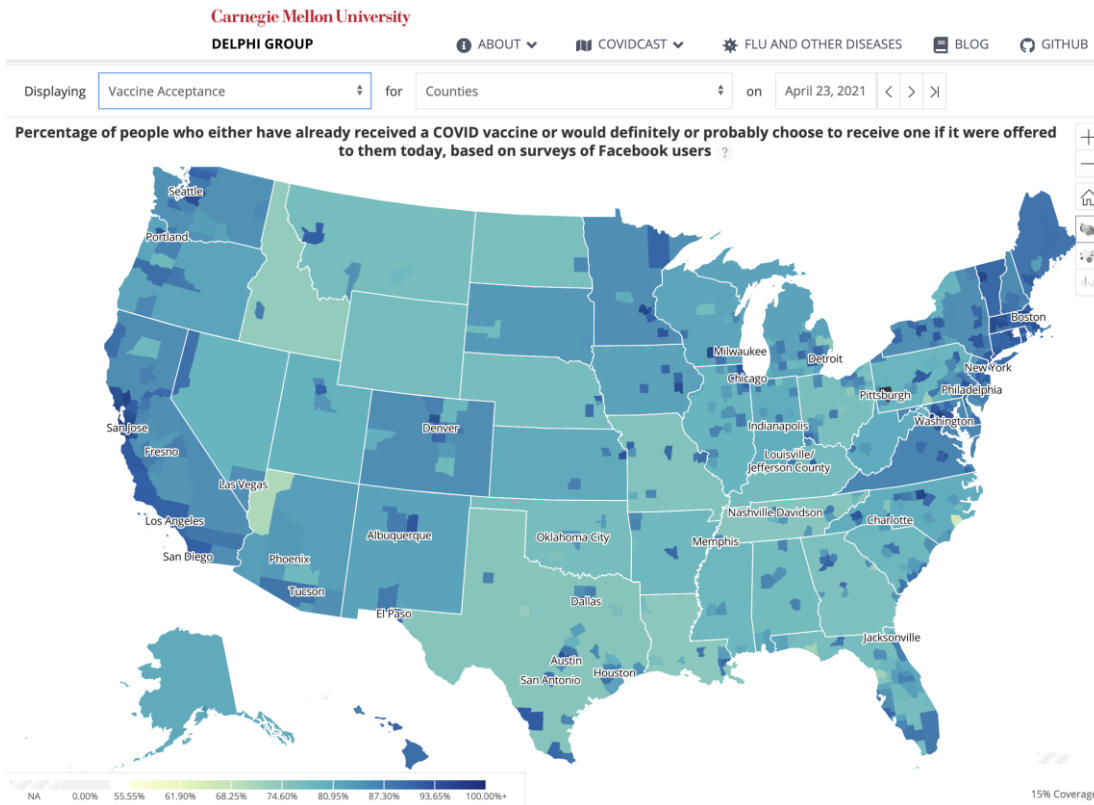 Carnegie Mellon University
DELPHI GROUP
ABOUT
COVIDCAST
FLU AND OTHER DISEASES
BLOG
GITHUB
Displaying
Vaccine Acceptance
for
Counties
on
April 23, 2021
Percentage of people who either have already received a COVID vaccine or would definitely or probably choose to receive one if it were offered
to them today, based on surveys of Facebook users ?
Seattle
Portland
Boston
Milwaukee
Detroit
New York
Chicago
Pittsburgh
Philadelphia
San Jose
Denver
Indianapolis
Washington
Fresno
Louisville/
Jefferson County
Las Vegas
Los Angeles
Nashville-Davidson
Charlotte
Albuquerque
Oklahoma City
Memphis
San Diego
Phoenix
Tucson
Dallas
El Paso
Jacksonville
Austin
Houston
San Antonio
NA
0.00%
55.55%
61.90%
68.25%
74.60%
80.95%
87.30%
93.65%
100.00%+
15% Coverage